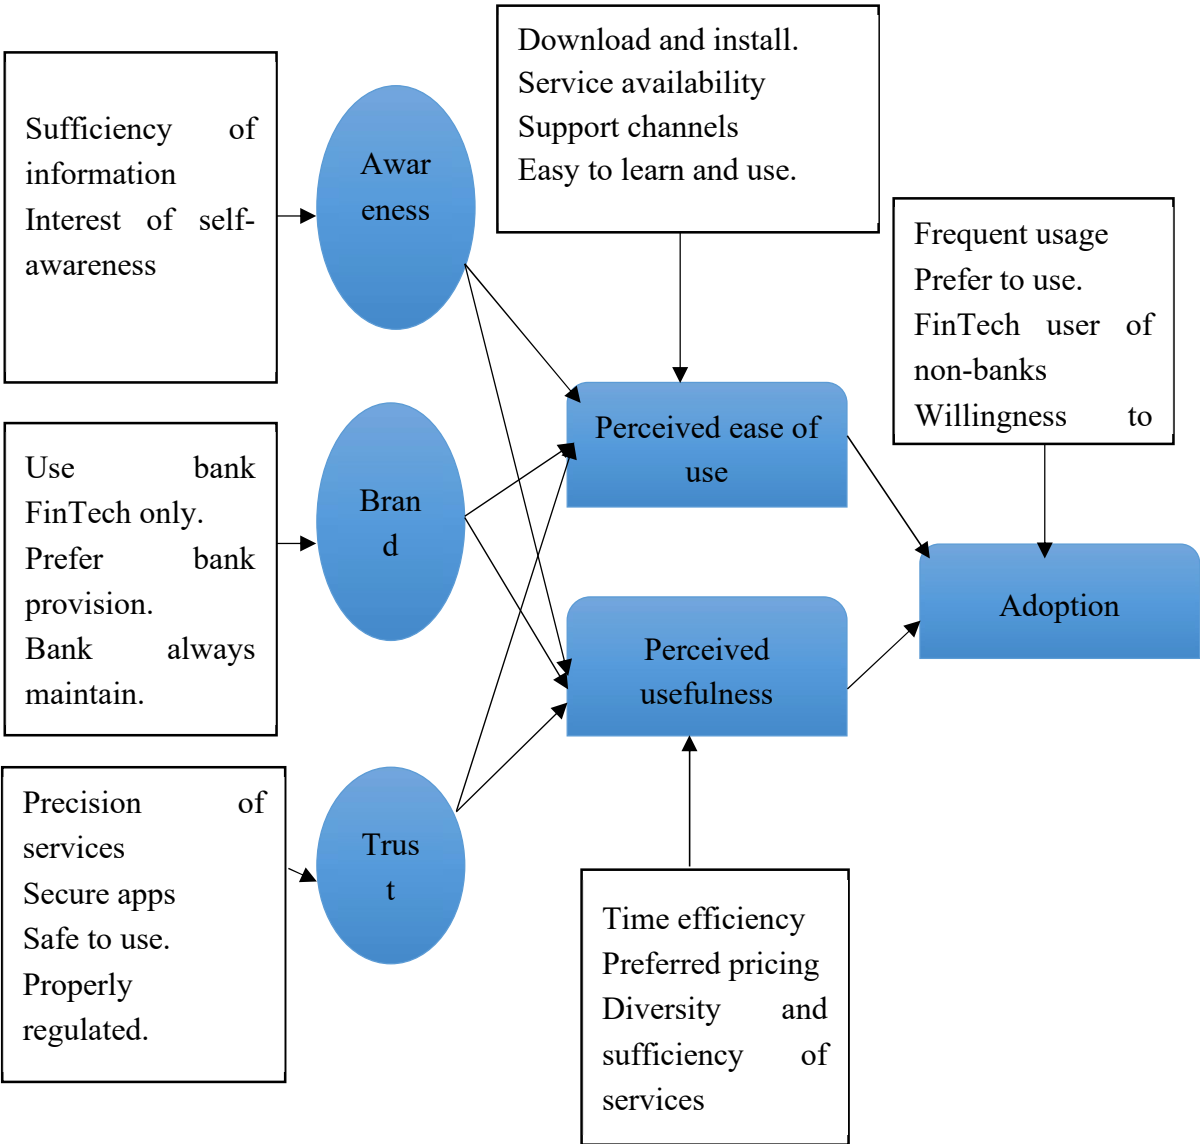 Sufficiency of
information
Interest of self-
awareness
Awar
eness
Download and install.
Service availability
Support channels
Easy to learn and use.
Frequent usage
Prefer to use.
FinTech user of
non-banks
Willingness to
Use bank
FinTech only.
Prefer bank
provision.
Bank always
maintain.
Bran
d
Perceived ease of
use
Perceived
usefulness
Adoption
Precision of
services
Secure apps
Safe to use.
Properly
regulated.
Trus
t
Time efficiency
Preferred pricing
Diversity and
sufficiency of
services